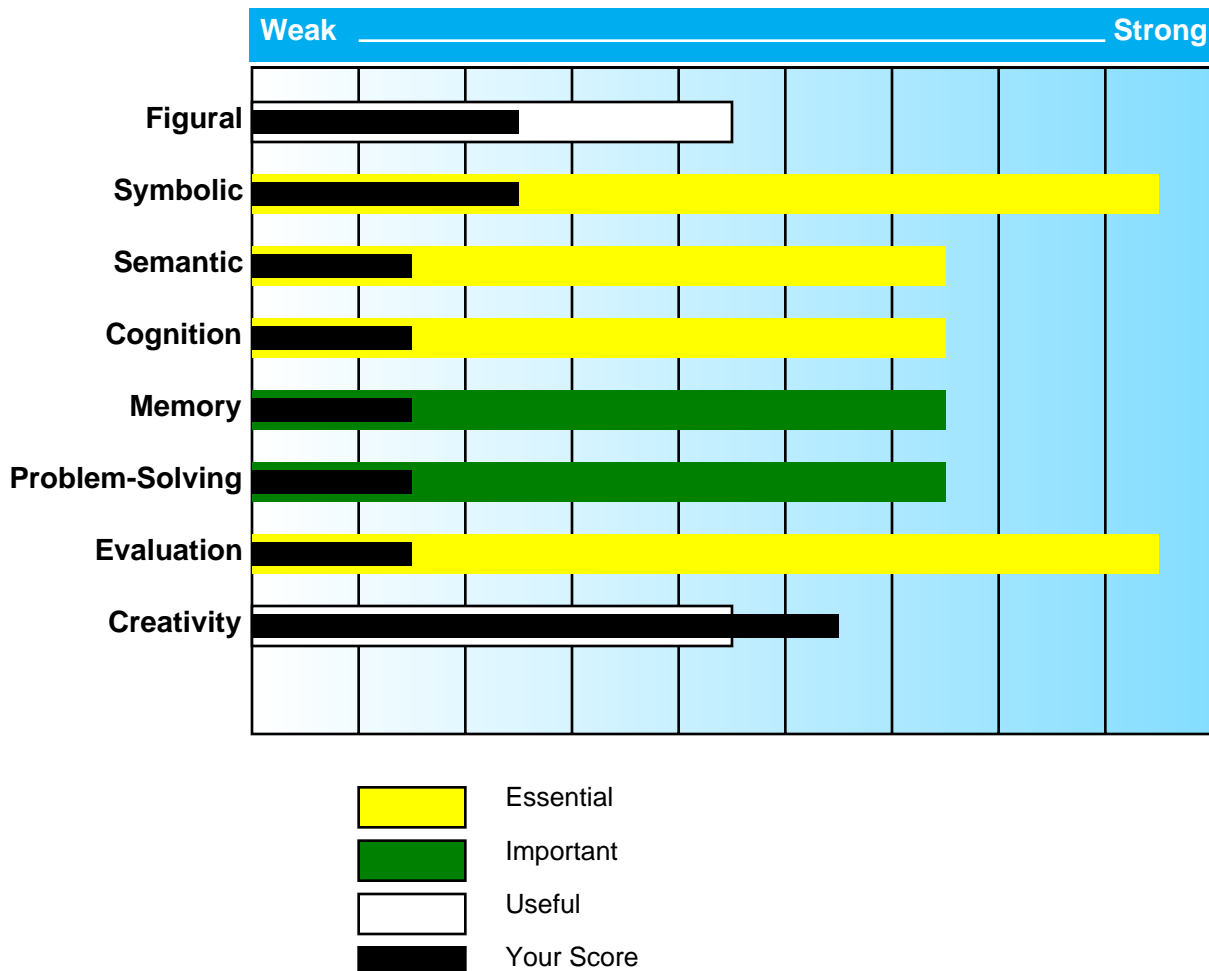 Weak Strong
Figural
Symbolic
Semantic
Cognition
Memory
Problem-Solving
Evaluation
Creativity
Essential
Important
Useful
Your Score